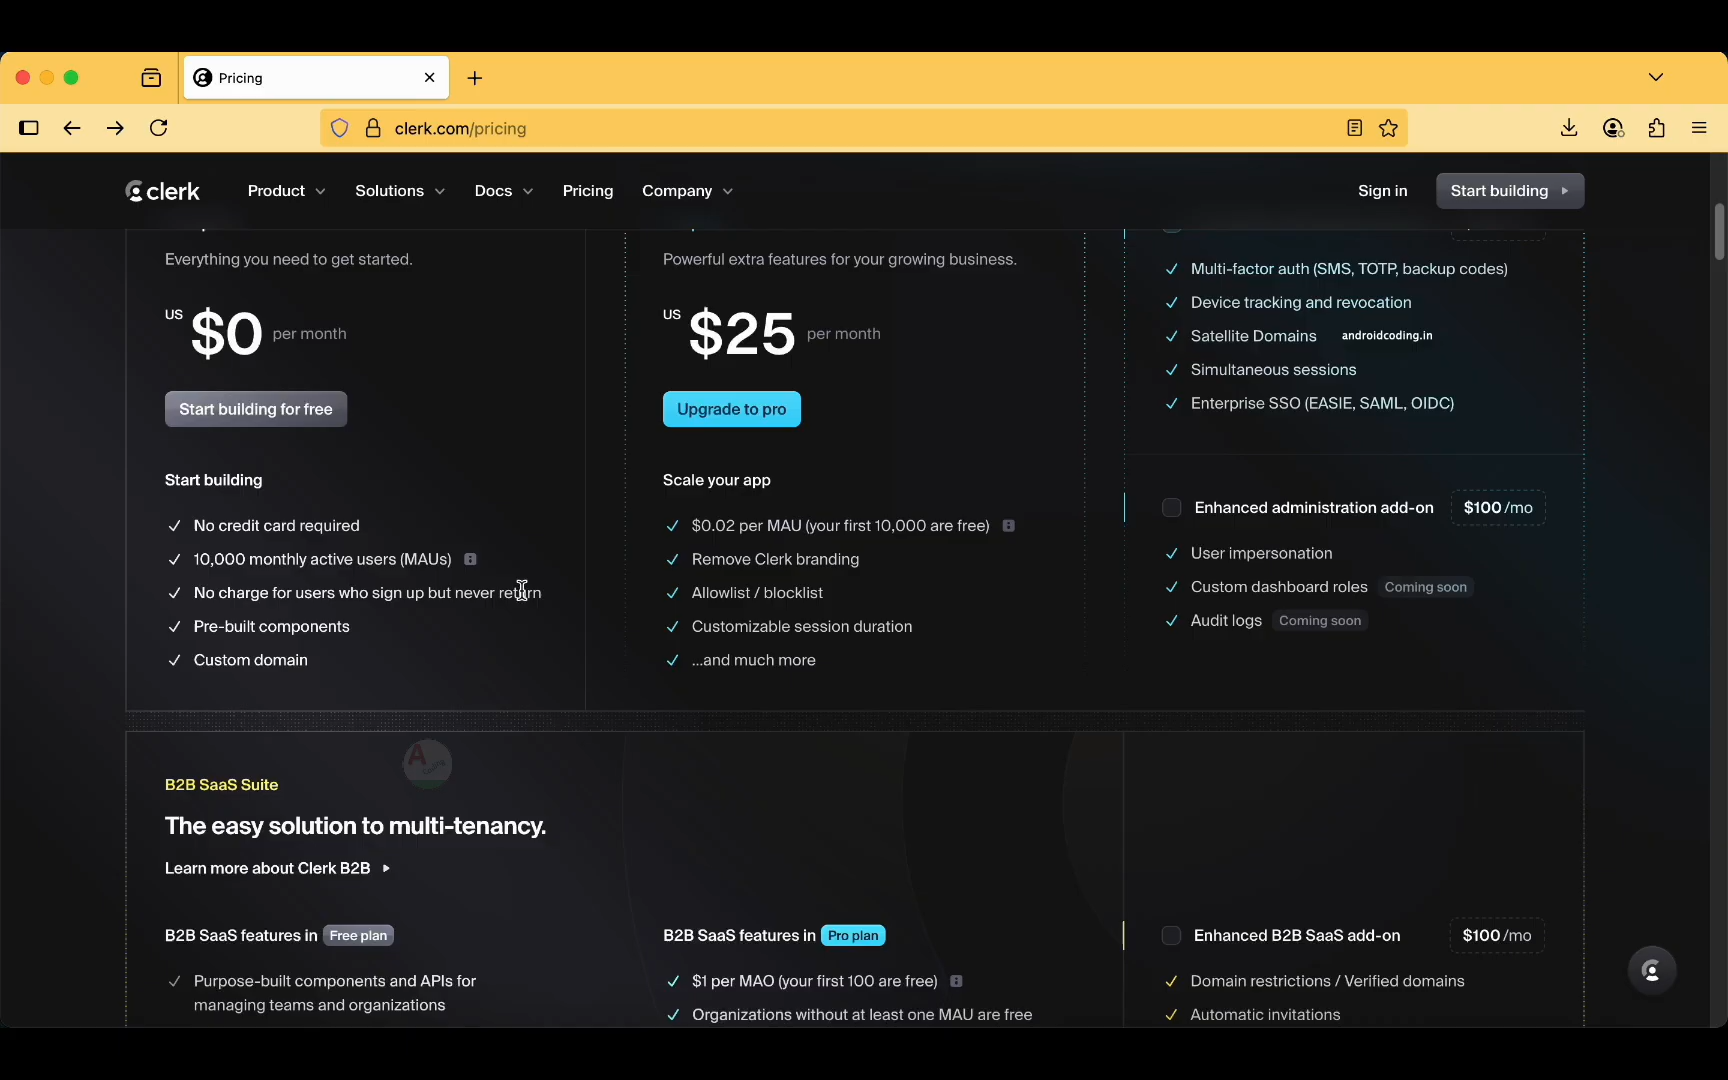 Pricing
clerk.com/pricing
clerk
Product
Solutions
Docs
Pricing
Company
Sign in
Start building
Everything you need to get started.
US $0 per month
Start building for free
Start building
No credit card required
10,000 monthly active users (MAUs)
No charge for users who sign up but never return
Pre-built components
Custom domain
Powerful extra features for your growing business.
US $25 per month
Upgrade to pro
Scale your app
$0.02 per MAU (your first 10,000 are free)
Remove Clerk branding
Allowlist / blocklist
Customizable session duration
...and much more
Multi-factor auth (SMS, TOTP, backup codes)
Device tracking and revocation
Satellite Domains
androidcoding.in
Simultaneous sessions
Enterprise SSO (EASIE, SAML, OIDC)
Enhanced administration add-on $100/mo
User impersonation
Custom dashboard roles Coming soon
Audit logs Coming soon
B2B SaaS Suite
The easy solution to multi-tenancy.
Learn more about Clerk B2B
B2B SaaS features in Free plan
Purpose-built components and APIs for
managing teams and organizations
B2B SaaS features in Pro plan
$1 per MAO (your first 100 are free)
Organizations without at least one MAU are free
Enhanced B2B SaaS add-on $100/mo
Domain restrictions / Verified domains
Automatic invitations